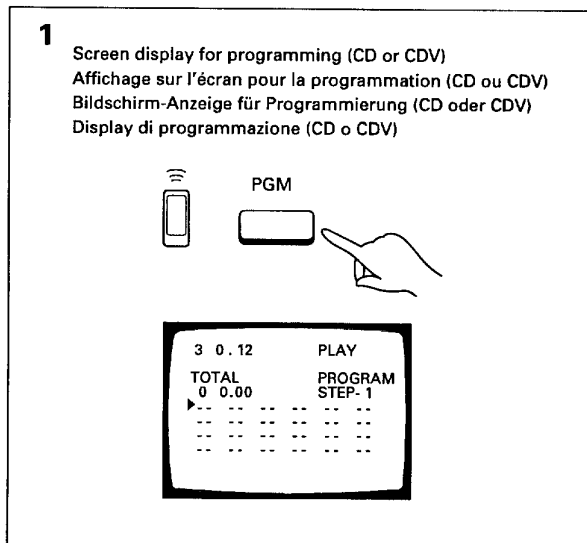 1
Screen display for programming (CD or CDV)
Affichage sur l'écran pour la programmation (CD ou CDV)
Bildschirm-Anzeige für Programmierung (CD oder CDV)
Display di programmazione (CD o CDV)
PGM
3 0.12 PLAY
TOTAL PROGRAM
0 0.00 STEP- 1
-- -- -- -- -- --
-- -- -- -- -- --
-- -- -- -- -- --
-- -- -- -- -- --